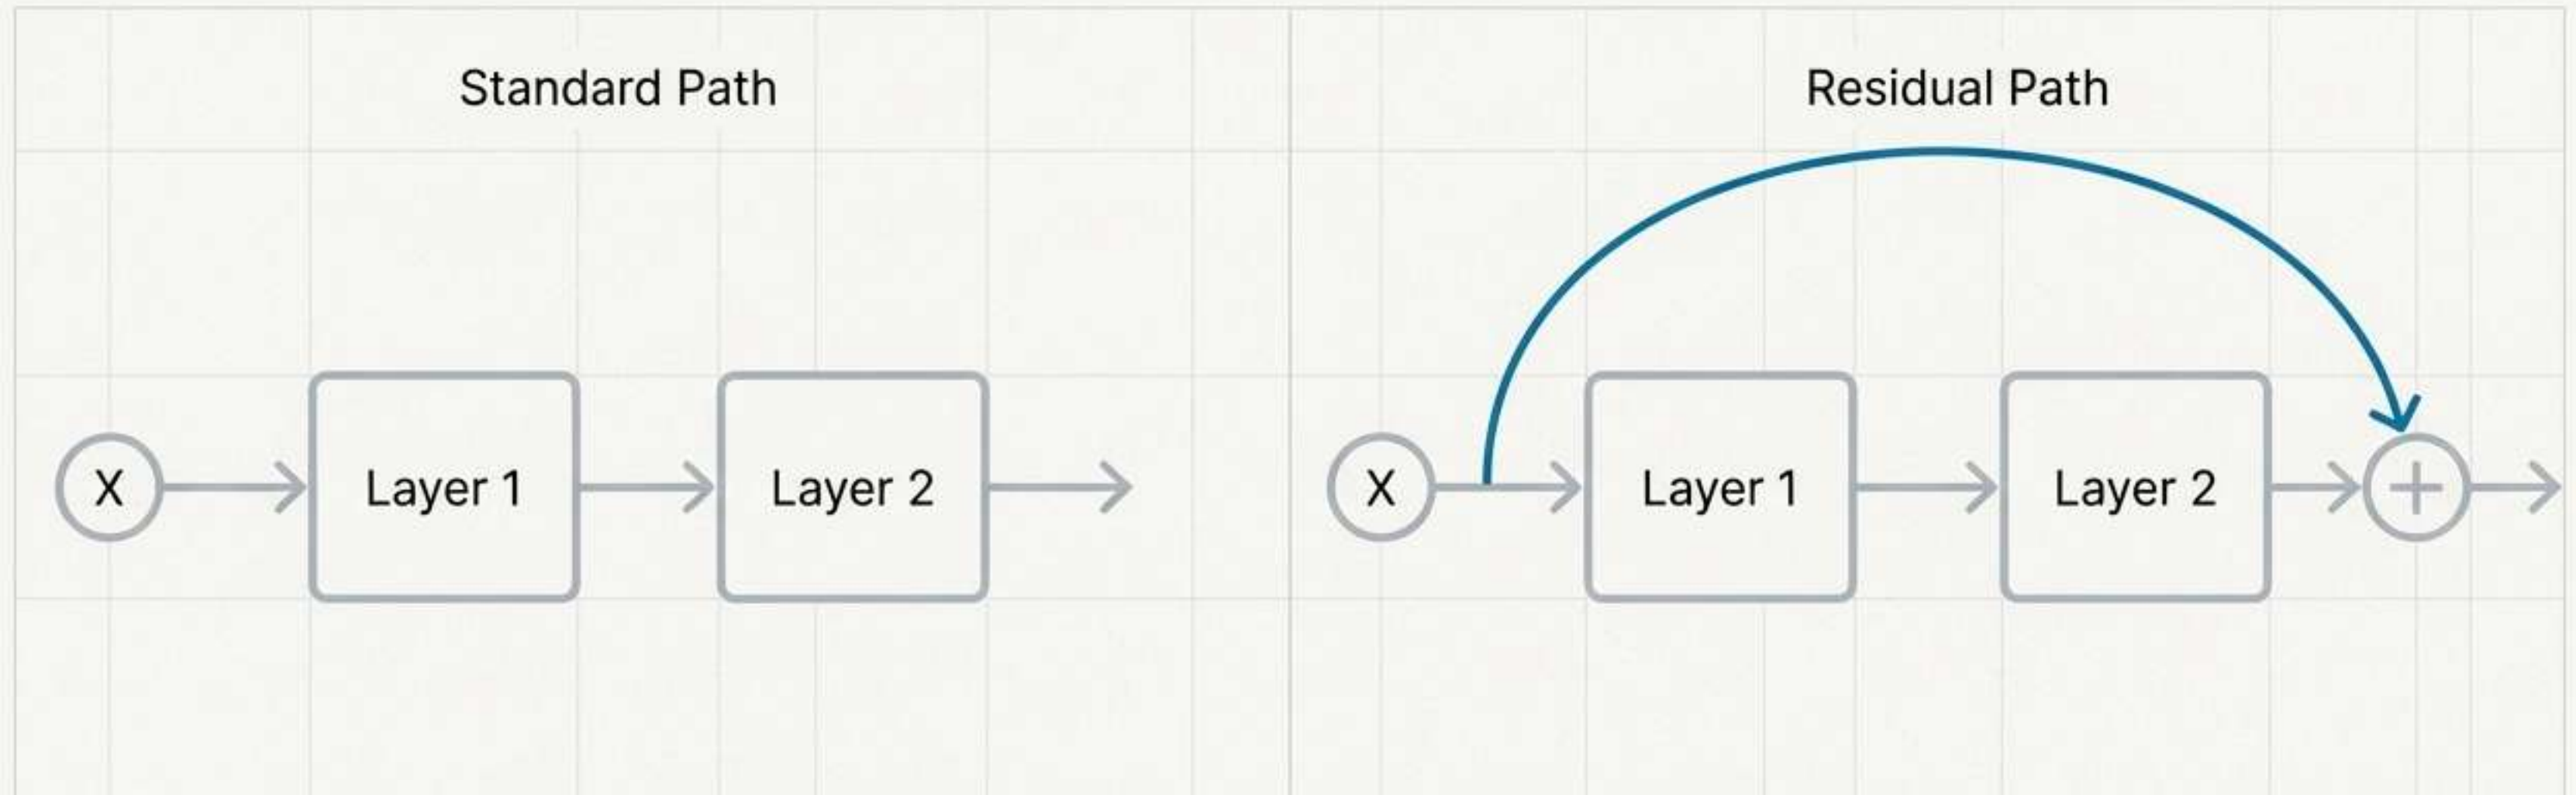 Standard Path
X
Layer 1
Layer 2
Residual Path
X
Layer 1
Layer 2
+